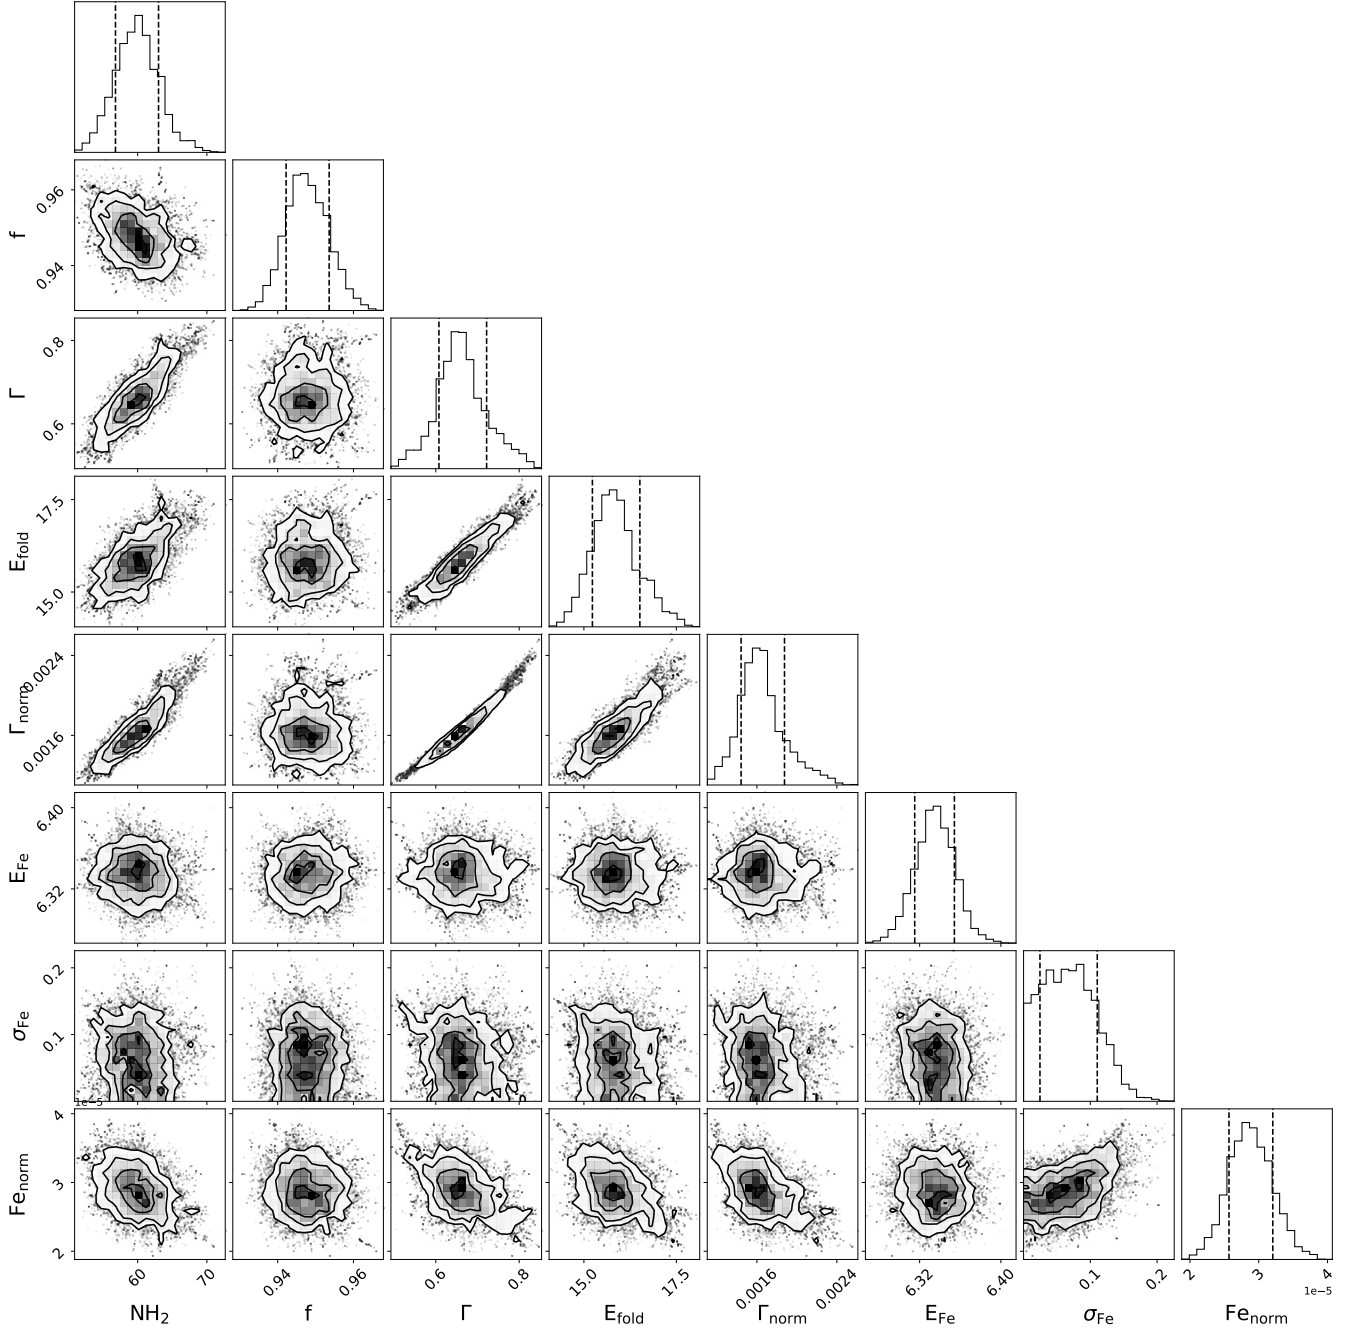 f
0.96
0.94
Γ
0.8
0.6
E_fold
17.5
15.0
Γ_norm
0.0024
0.0016
E_Fe
6.40
6.32
σ_Fe
0.2
0.1
1e−5
Fe_norm
4
3
2
60 70 0.94 0.96 0.6 0.8 15.0 17.5 0.0016 0.0024 6.32 6.40 0.1 0.2 2 3 4
1e−5
NH₂ f Γ E_fold Γ_norm E_Fe σ_Fe Fe_norm